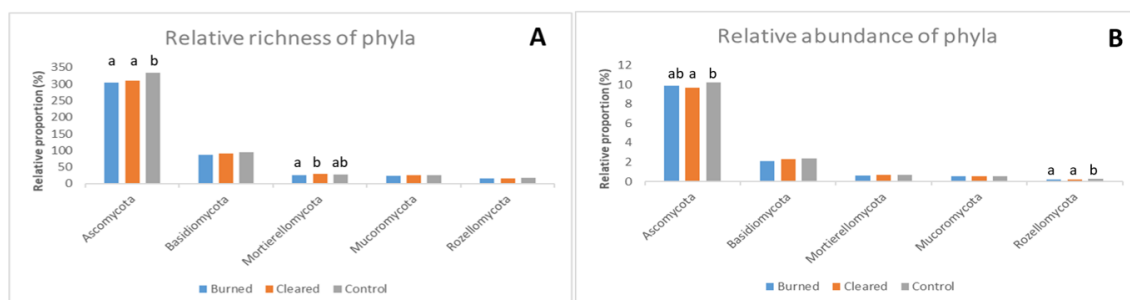 Relative richness of phyla
A
Relative proportion (%)
350
300
250
200
150
100
50
0
a a b
a b ab
Ascomycota
Basidiomycota
Mortierellomycota
Mucoromycota
Rozellomycota
Burned Cleared Control
Relative abundance of phyla
B
Relative proportion (%)
12
10
8
6
4
2
0
ab a b
a a b
Ascomycota
Basidiomycota
Mortierellomycota
Mucoromycota
Rozellomycota
Burned Cleared Control